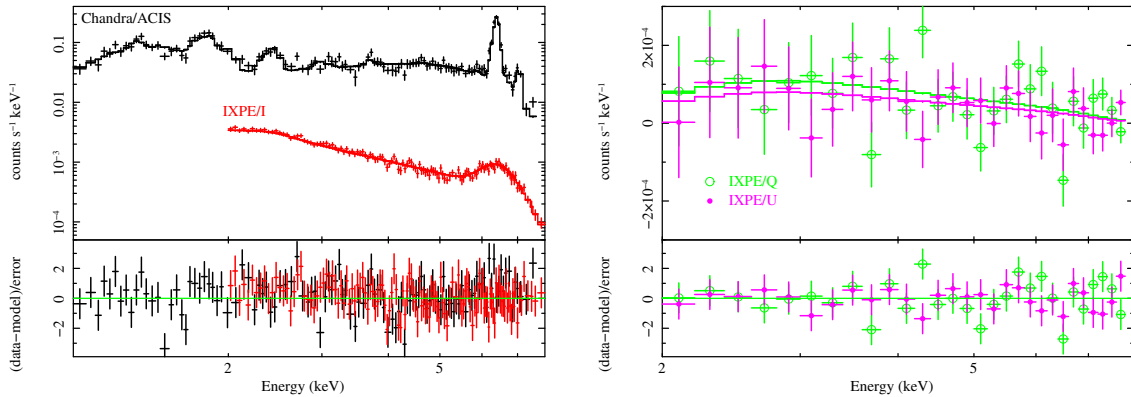 Chandra/ACIS
IXPE/I
counts s⁻¹ keV⁻¹
0.1
0.01
10⁻³
10⁻⁴
(data−model)/error
2
0
−2
2
5
Energy (keV)
counts s⁻¹ keV⁻¹
2×10⁻⁴
0
−2×10⁻⁴
IXPE/Q
IXPE/U
(data−model)/error
2
0
−2
2
5
Energy (keV)